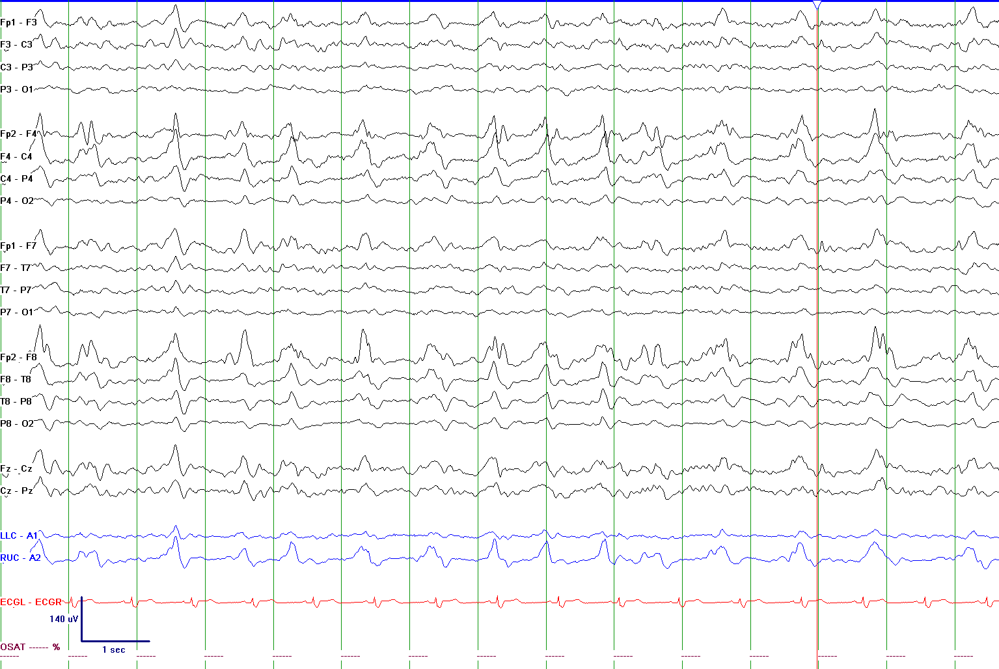 Fp1 - F3
F3 - C3
C3 - P3
P3 - O1
Fp2 - F4
F4 - C4
C4 - P4
P4 - O2
Fp1 - F7
F7 - T7
T7 - P7
P7 - O1
Fp2 - F8
F8 - T8
T8 - P8
P8 - O2
Fz - Cz
Cz - Pz
LLC - A1
RUC - A2
ECGL - ECGR
140 uV
1 sec
OSAT ------ %